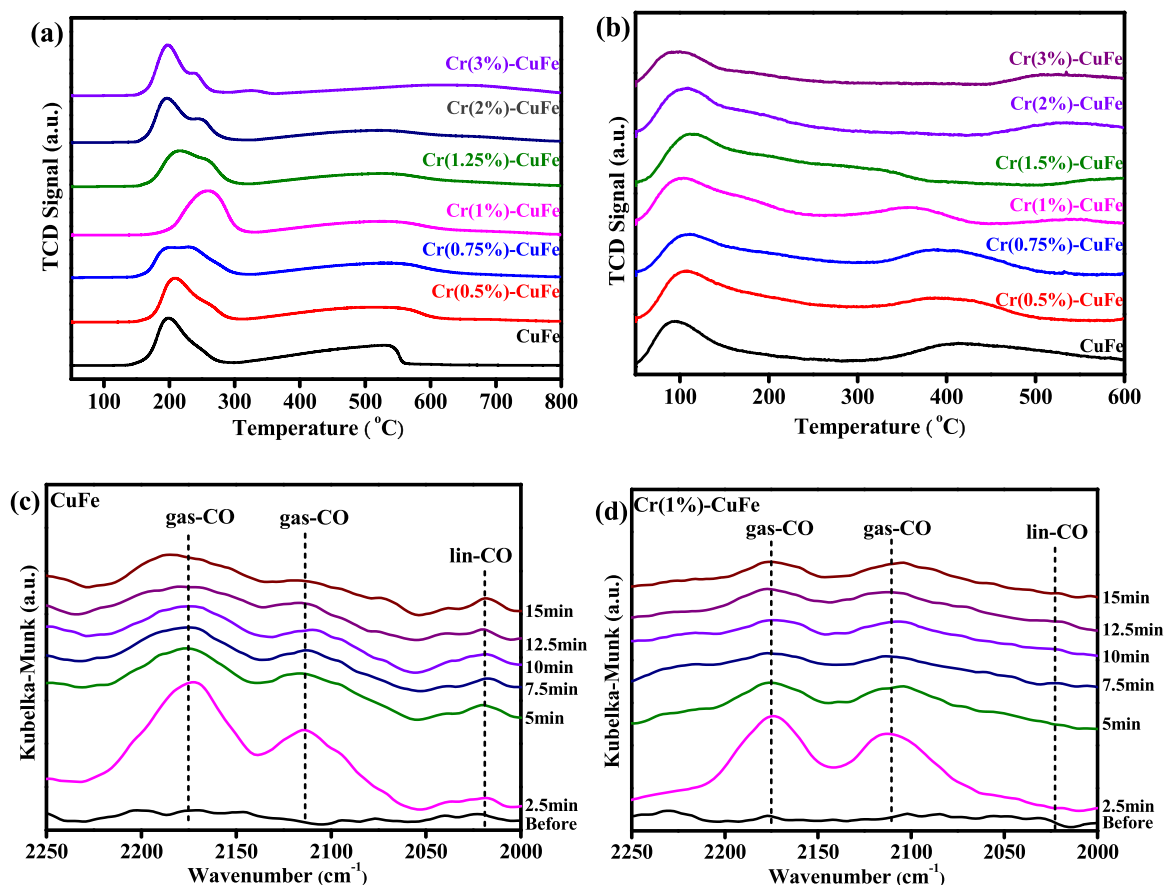 (a)
Cr(3%)-CuFe
Cr(2%)-CuFe
Cr(1.25%)-CuFe
Cr(1%)-CuFe
Cr(0.75%)-CuFe
Cr(0.5%)-CuFe
CuFe
TCD Signal (a.u.)
100 200 300 400 500 600 700 800
Temperature (°C)
(b)
Cr(3%)-CuFe
Cr(2%)-CuFe
Cr(1.5%)-CuFe
Cr(1%)-CuFe
Cr(0.75%)-CuFe
Cr(0.5%)-CuFe
CuFe
TCD Signal (a.u.)
100 200 300 400 500 600
Temperature (°C)
(c) CuFe
gas-CO gas-CO lin-CO
15min
12.5min
10min
7.5min
5min
2.5min
Before
Kubelka-Munk (a.u.)
2250 2200 2150 2100 2050 2000
Wavenumber (cm-1)
(d) Cr(1%)-CuFe
gas-CO gas-CO lin-CO
15min
12.5min
10min
7.5min
5min
2.5min
Before
Kubelka-Munk (a.u.)
2250 2200 2150 2100 2050 2000
Wavenumber (cm-1)